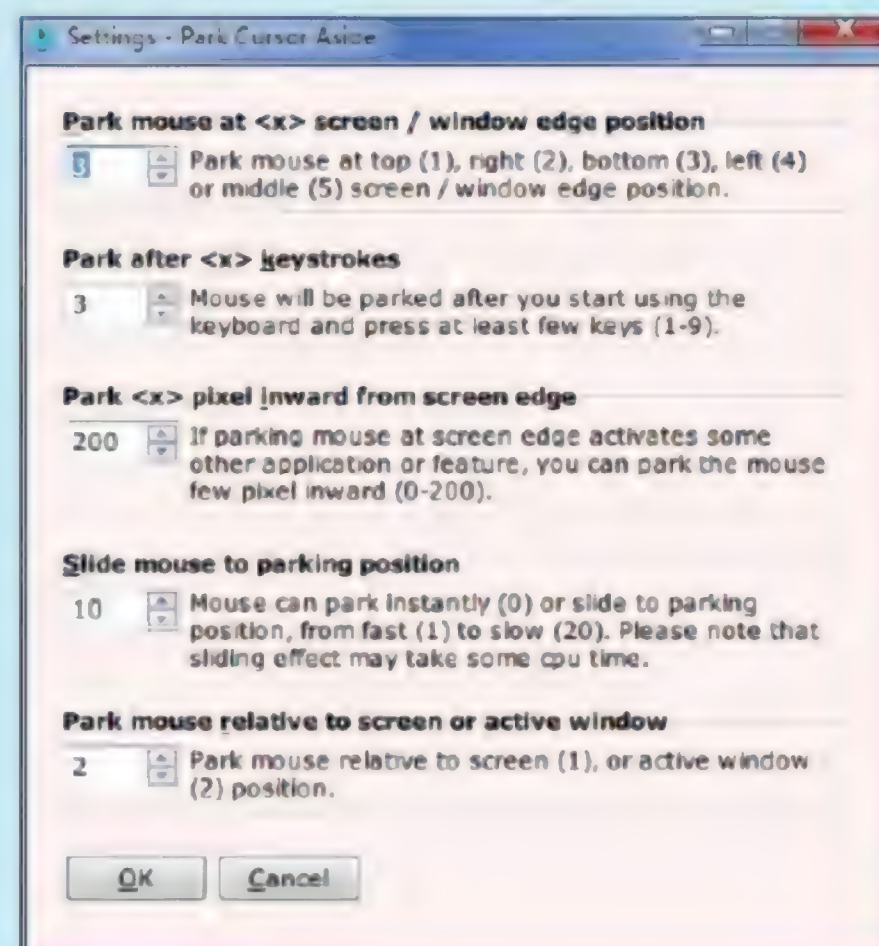 Settings - Park Cursor Aside
Park mouse at <x> screen / window edge position
3
Park mouse at top (1), right (2), bottom (3), left (4)
or middle (5) screen / window edge position.
Park after <x> keystrokes
3
Mouse will be parked after you start using the
keyboard and press at least few keys (1-9).
Park <x> pixel inward from screen edge
200
If parking mouse at screen edge activates some
other application or feature, you can park the mouse
few pixel inward (0-200).
Slide mouse to parking position
10
Mouse can park instantly (0) or slide to parking
position, from fast (1) to slow (20). Please note that
sliding effect may take some cpu time.
Park mouse relative to screen or active window
2
Park mouse relative to screen (1), or active window
(2) position.
OK
Cancel